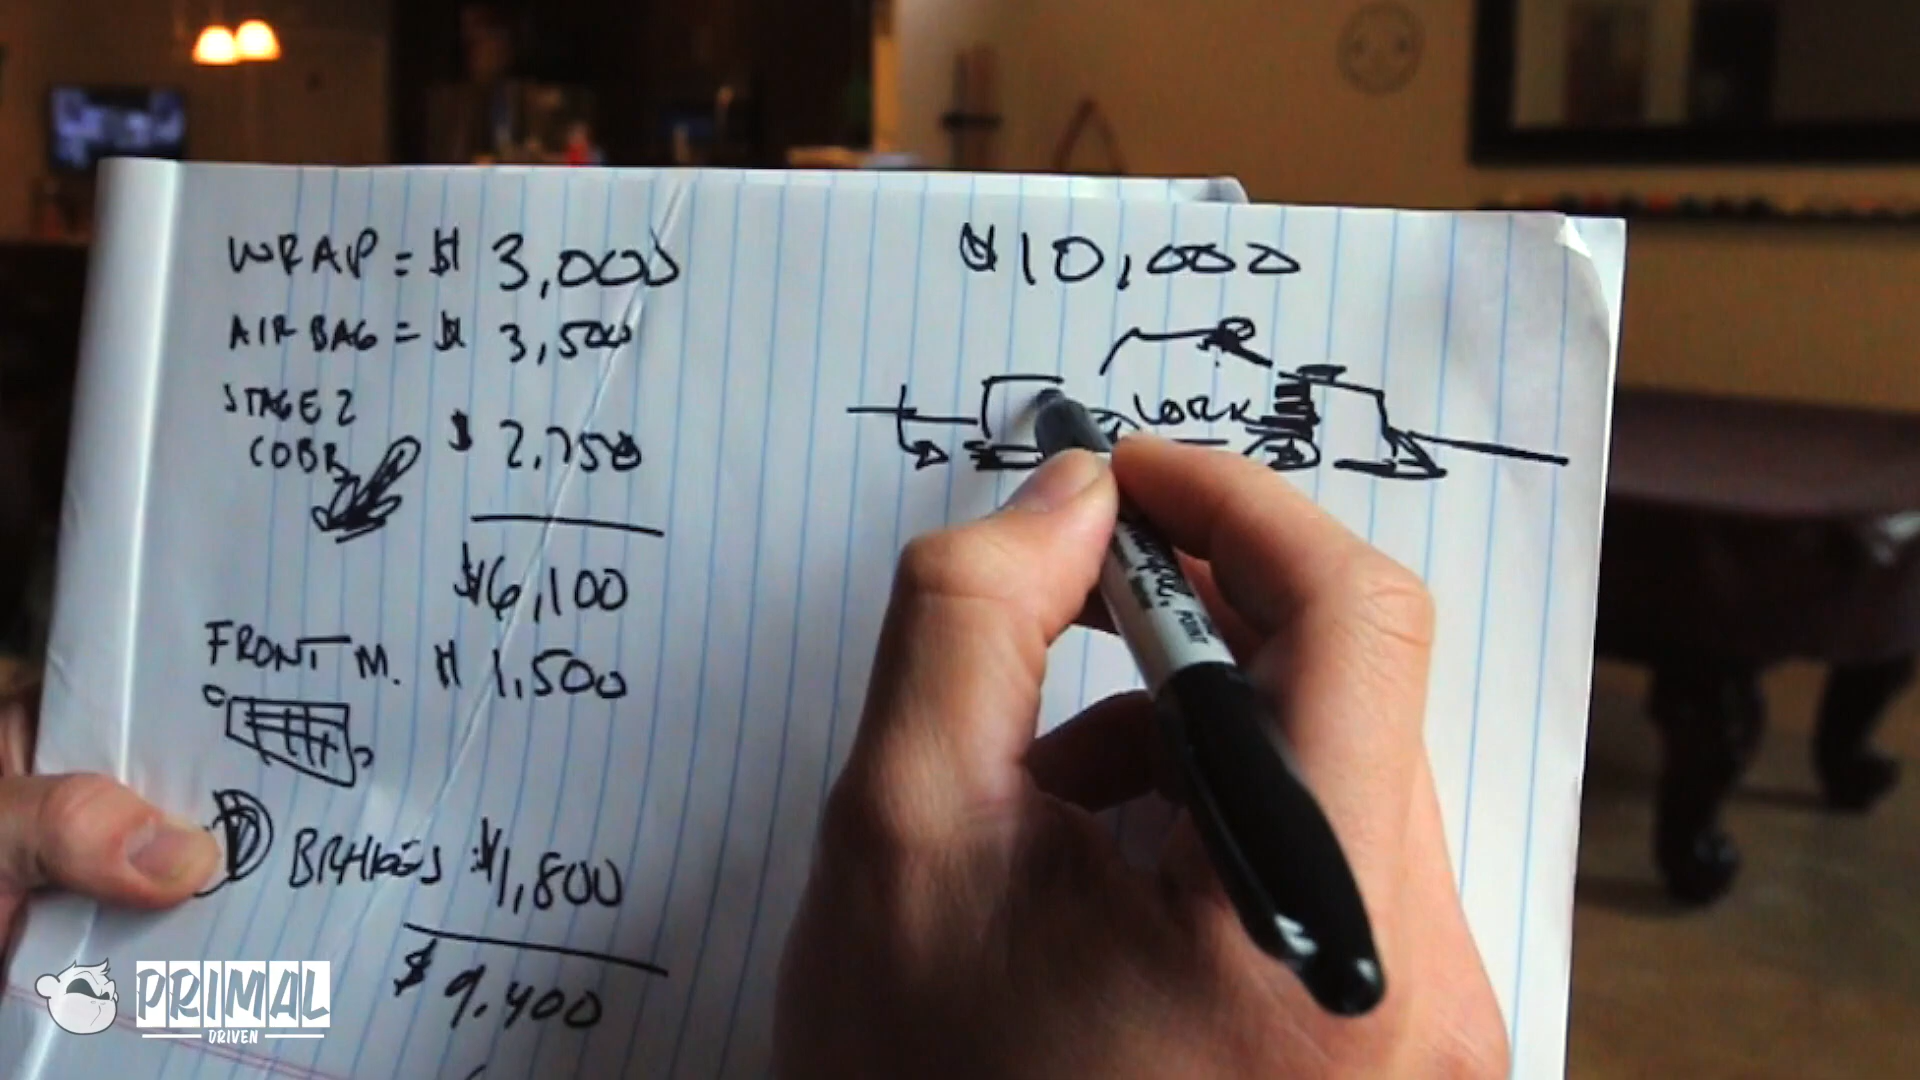 WRAP = $ 3,000
AIR BAG = $ 3,500
STAGE 2
COBB
$ 2,750
$6,100
FRONT M. $ 1,500
BRAKES $1,800
$ 9,400
$10,000
WORK
POINT
PRIMAL
DRIVEN